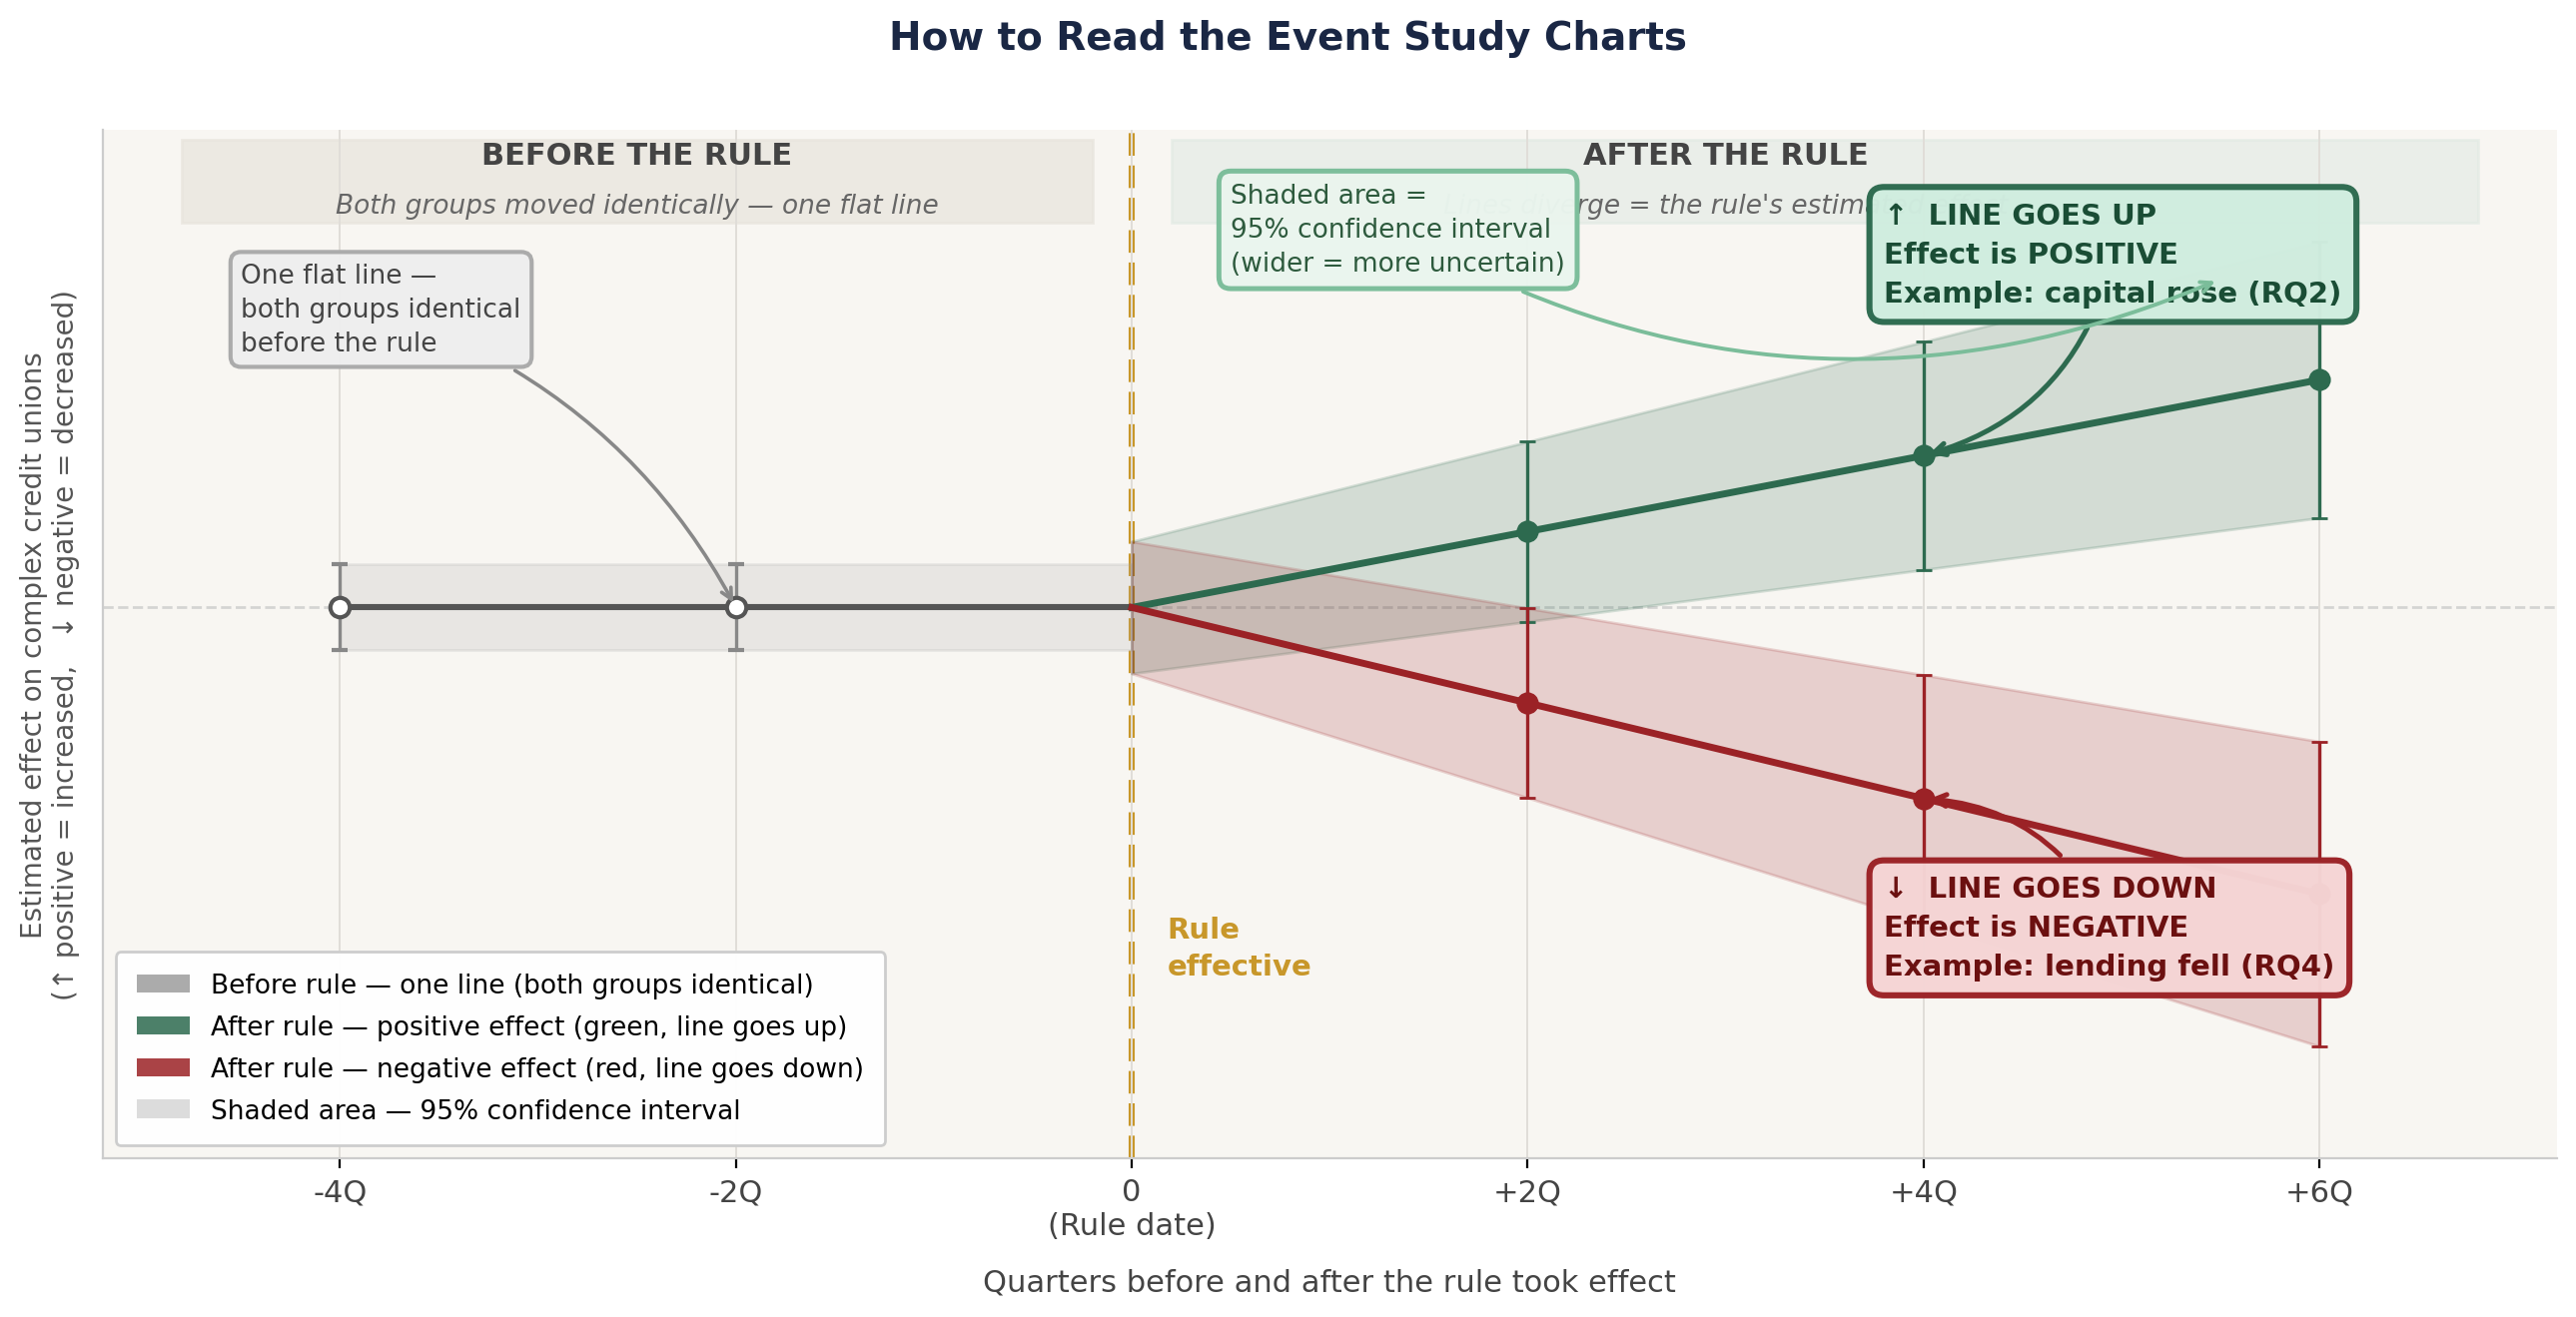 How to Read the Event Study Charts
BEFORE THE RULE
Both groups moved identically — one flat line
AFTER THE RULE
Lines diverge = the rule's estimated
Shaded area =
95% confidence interval
(wider = more uncertain)
↑ LINE GOES UP
Effect is POSITIVE
Example: capital rose (RQ2)
One flat line —
both groups identical
before the rule
Estimated effect on complex credit unions
(↑ positive = increased, ↓ negative = decreased)
↓ LINE GOES DOWN
Effect is NEGATIVE
Example: lending fell (RQ4)
Rule
effective
Before rule — one line (both groups identical)
After rule — positive effect (green, line goes up)
After rule — negative effect (red, line goes down)
Shaded area — 95% confidence interval
-4Q
-2Q
0
(Rule date)
+2Q
+4Q
+6Q
Quarters before and after the rule took effect